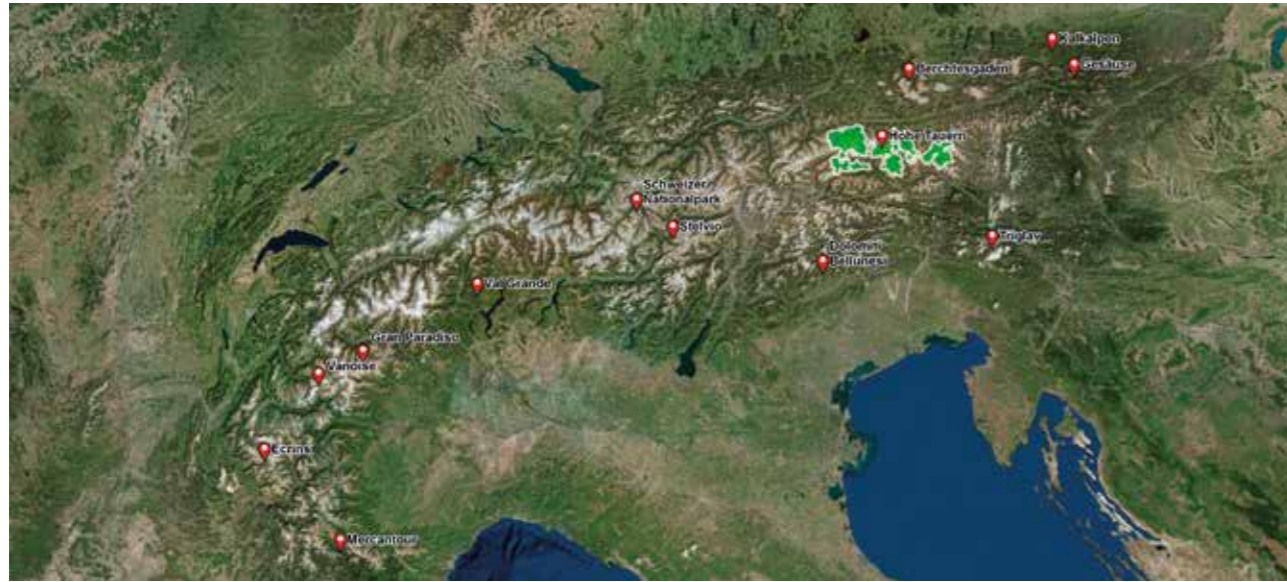 Kalkalpen
Gesäuse
Berchtesgaden
Hohe Tauern
Schweizer
Nationalpark
Stelvio
Triglav
Dolomiti
Bellunesi
Val Grande
Gran Paradiso
Vanoise
Ecrins
Mercantour